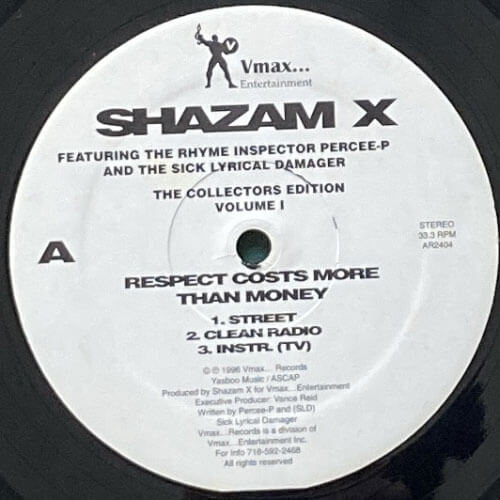 V
Vmax...
Entertainment
SHAZAM X
FEATURING THE RHYME INSPECTOR PERCEE-P
AND THE SICK LYRICAL DAMAGER
THE COLLECTORS EDITION
VOLUME I
STEREO
33.3 RPM
AR2404
A
RESPECT COSTS MORE
THAN MONEY
1. STREET
2. CLEAN RADIO
3. INSTR. (TV)
© ℗ 1996 Vmax... Records
Yasboo Music / ASCAP
Produced by Shazam X for Vmax...Entertainment
Executive Producer: Vance Reid
Written by Percee-P and (SLD)
Sick Lyrical Damager
Vmax...Records is a division of
Vmax...Entertainment Inc.
For Info 718-592-2468
All rights reserved